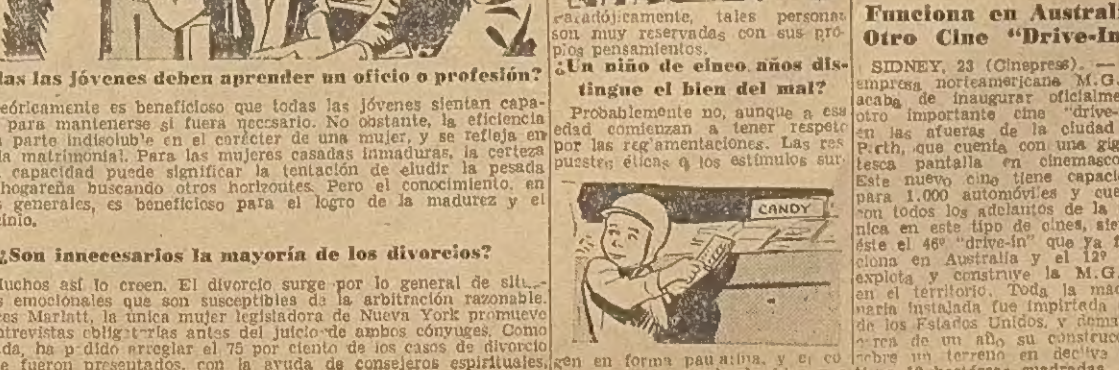 las las jóvenes deben aprender un oficio o profesión?
eóricamente es beneficioso que todas las jóvenes sientan capa-
para mantenerse si fuera necesario. No obstante, la eficiencia
parte indisoluble en el carácter de una mujer, y se refleja en
la matrimonial. Para las mujeres casadas inmaduras, la certeza
capacidad puede significar la tentación de eludir la pesada
hogareña buscando otros horizontes. Pero el conocimiento, en
s generales, es beneficioso para el logro de la madurez y el
inio.
¿Son innecesarios la mayoría de los divorcios?
Muchos así lo creen. El divorcio surge por lo general de
s emocionales que son susceptibles de la arbitración razonable.
es Marlatt, la única mujer legisladora de Nueva York promueve
ntrevistas obligatorias antes del juicio de ambos cónyuges. Como
da, ha pedido arreglar el 75 por ciento de los casos de divorcio
e fueron presentados, con la ayuda de consejeros espirituales,
Paradójicamente, tales personas
son muy reservadas con sus pro-
pios pensamientos.
¿Un niño de cinco años dis-
tingue el bien del mal?
Probablemente no, aunque a esa
edad comienzan a tener respeto
por las reglamentaciones. Las res
puestas éticas a los estímulos sur
CANDY
gen en forma paulatina, y el co
Funciona en Austral
Otro Cine "Drive-In
SIDNEY, 23 (Cinepress). —
empresa norteamericana M.G.
acaba de inaugurar oficialme
otro importante cine "drive-
en las afueras de la ciudad
Perth, que cuenta con una gig
tesca pantalla en cinemasco
Este nuevo cine tiene capaci
para 1.000 automóviles y cu
con todos los adelantos de la
nica en este tipo de cines, sie
éste el 46º "drive-in" que ya
ciona en Australia y el 12º
explota y construye la M.G.
en el territorio. Toda la maq
naria instalada fue impirtada
de los Estados Unidos, y dem
cerca de un año su construcc
sobre un terreno en decliva